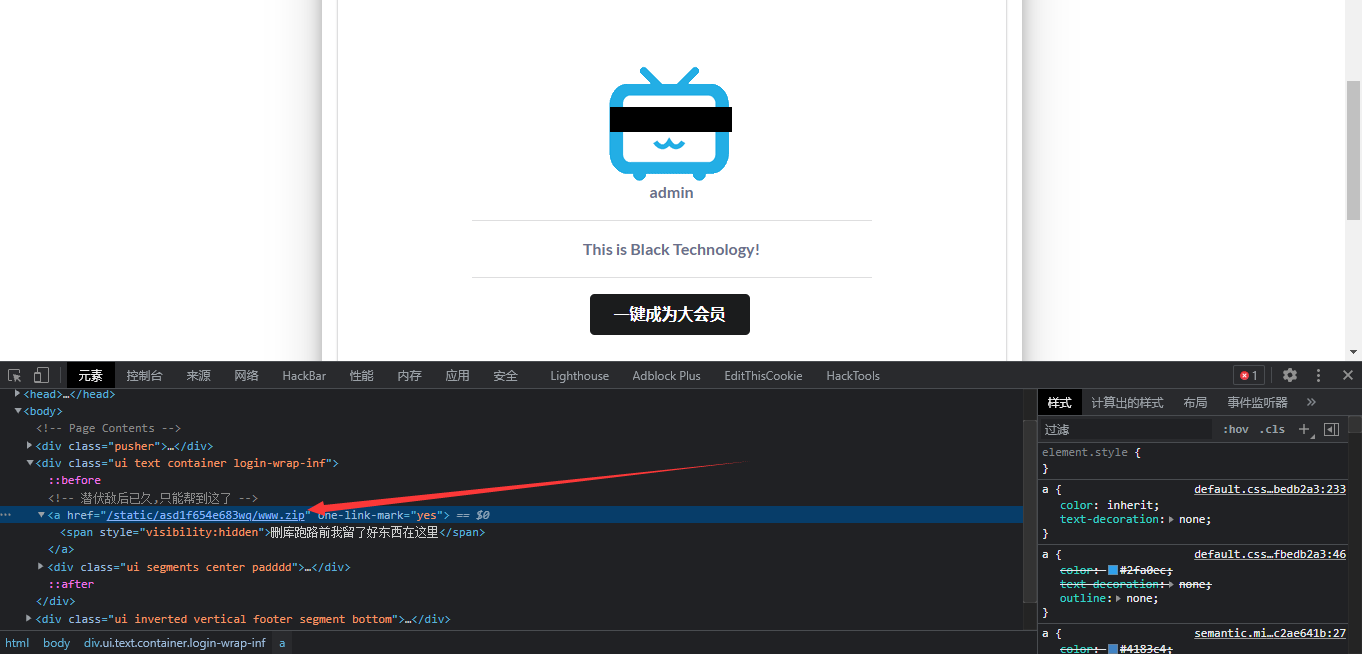 admin
This is Black Technology!
一键成为大会员
元素 控制台 来源 网络 HackBar 性能 内存 应用 安全 Lighthouse Adblock Plus EditThisCookie HackTools 1
<head>…</head>
<body>
<!-- Page Contents -->
<div class="pusher">…</div>
<div class="ui text container login-wrap-inf">
::before
<!-- 潜伏敌后已久,只能帮到这了 -->
<a href="/static/asd1f654e683wq/www.zip" one-link-mark="yes"> == $0
<span style="visibility:hidden">删库跑路前我留了好东西在这里</span>
</a>
<div class="ui segments center padddd">…</div>
::after
</div>
<div class="ui inverted vertical footer segment bottom">…</div>
html body div.ui.text.container.login-wrap-inf a
样式 计算出的样式 布局 事件监听器
过滤 :hov .cls
element.style {
}
a { default.css…bedb2a3:233
color: inherit;
text-decoration: none;
}
a { default.css…fbedb2a3:46
color: #2fa0ec;
text-decoration: none;
outline: none;
}
a { semantic.mi…c2ae641b:27
color: #4183c4;